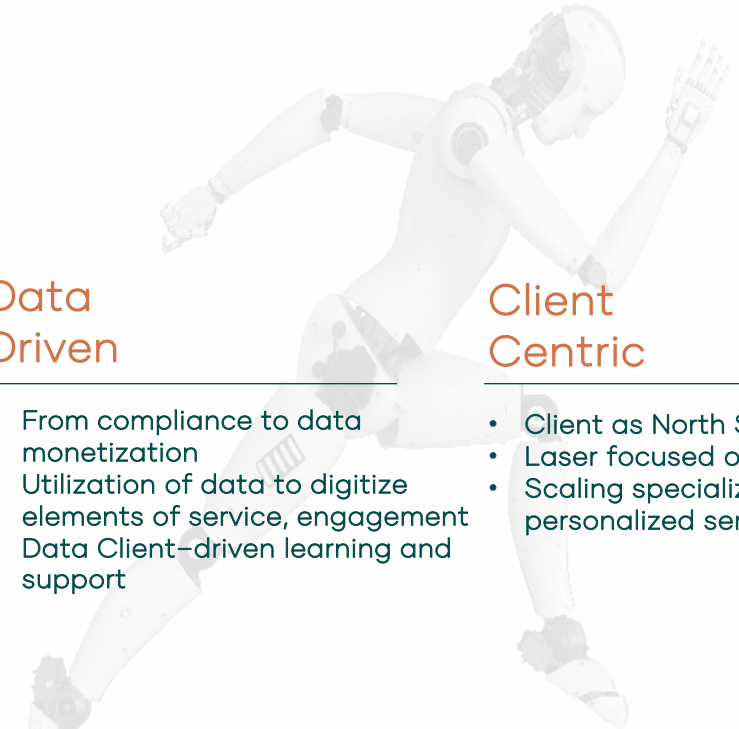 Data
Driven
From compliance to data
monetization
Utilization of data to digitize
elements of service, engagement
Data Client–driven learning and
support
Client
Centric
• Client as North
• Laser focused
• Scaling
personalized